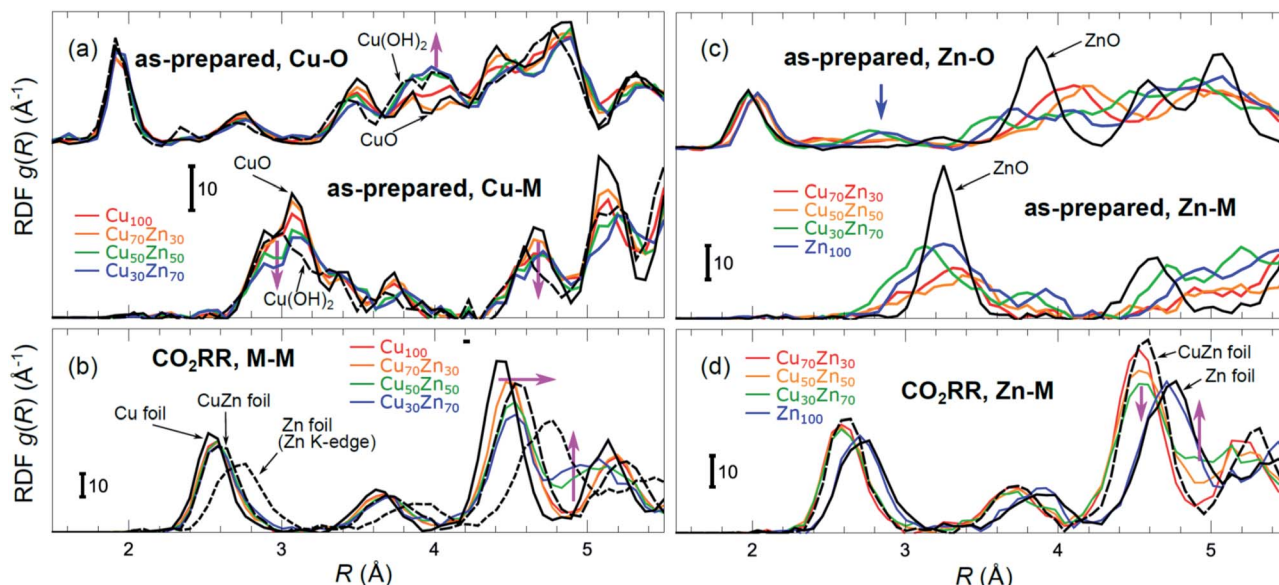 (a)
as-prepared, Cu-O
Cu(OH)₂
CuO
CuO
10
as-prepared, Cu-M
Cu₁₀₀
Cu₇₀Zn₃₀
Cu₅₀Zn₅₀
Cu₃₀Zn₇₀
Cu(OH)₂
RDF g(R) (Å⁻¹)
(b)
CO₂RR, M-M
Cu₁₀₀
Cu₇₀Zn₃₀
Cu₅₀Zn₅₀
Cu₃₀Zn₇₀
Cu foil
CuZn foil
Zn foil
(Zn K-edge)
10
RDF g(R) (Å⁻¹)
2 3 4 5
R (Å)
(c)
as-prepared, Zn-O
ZnO
ZnO
Cu₇₀Zn₃₀
Cu₅₀Zn₅₀
Cu₃₀Zn₇₀
Zn₁₀₀
as-prepared, Zn-M
10
(d)
Cu₇₀Zn₃₀
Cu₅₀Zn₅₀
Cu₃₀Zn₇₀
Zn₁₀₀
CO₂RR, Zn-M
CuZn foil
Zn foil
10
2 3 4 5
R (Å)